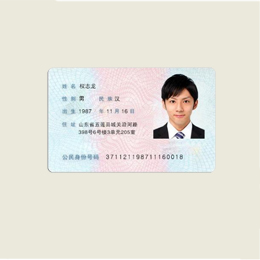 姓名 权志龙
性别 男 民族 汉
出生 1987 年 11 月 16 日
住址 山东省五莲县城关沿河路
388号6号楼3单元205室
公民身份号码 371121198711160018